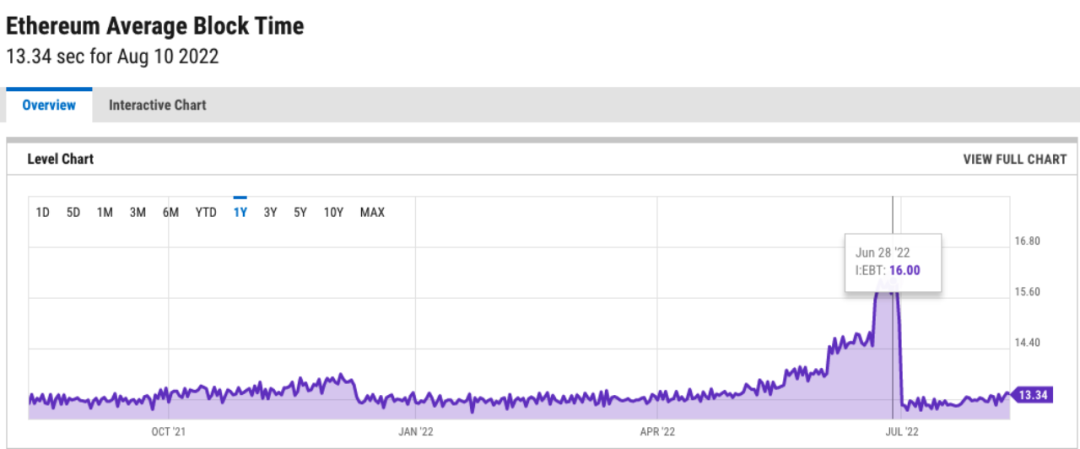 Ethereum Average Block Time
13.34 sec for Aug 10 2022
Overview Interactive Chart
Level Chart VIEW FULL CHART
1D 5D 1M 3M 6M YTD 1Y 3Y 5Y 10Y MAX
16.80
Jun 28 '22
I:EBT: 16.00
15.60
14.40
13.34
OCT '21 JAN '22 APR '22 JUL '22